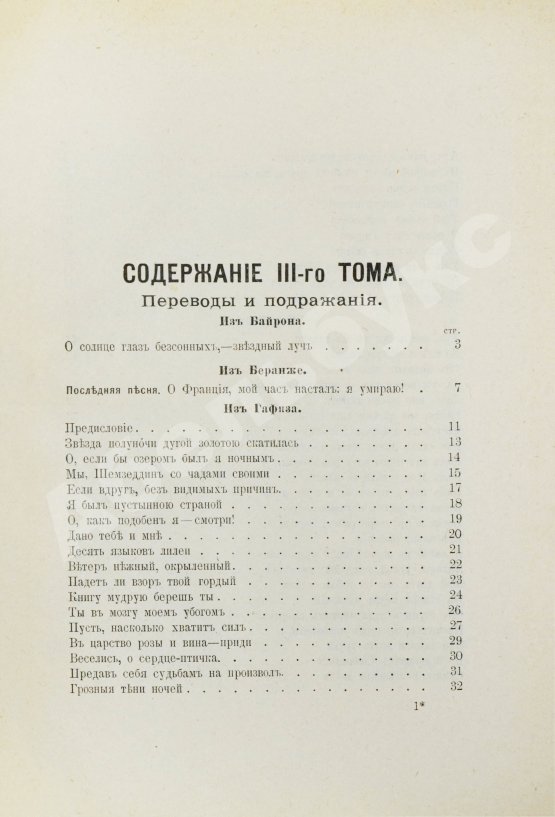 СОДЕРЖАНІЕ III-го ТОМА.
Переводы и подражанія.
Изъ Байрона.
СТР.
О солнце глазъ безсонныхъ,—звѣздный лучъ . . . . . . . 3
Изъ Беранже.
Послѣдняя пѣсня. О Франція, мой часъ насталъ: я умираю! . 7
Изъ Гафиза.
Предисловіе . . . . . . . . . . . . . . . . . . 11
Звѣзда полуно́чи дугой золотою скатилась . . . . . . . . 13
О, если бы озеромъ былъ я ночнымъ . . . . . . . . . 14
Мы, Шемзеддинъ со чадами своими . . . . . . . . . . 15
Если вдругъ, безъ видимыхъ причинъ . . . . . . . . . 17
Я былъ пустынною страной . . . . . . . . . . . . 18
О, какъ подобенъ я—смотри! . . . . . . . . . . . 19
Дано тебѣ и мнѣ . . . . . . . . . . . . . . . 20
Десять языковъ лилеи . . . . . . . . . . . . . 21
Вѣтеръ нѣжный, окрыленный . . . . . . . . . . . 22
Падетъ ли взоръ твой гордый . . . . . . . . . . . 23
Книгу мудрую берешь ты . . . . . . . . . . . . 24
Ты въ мозгу моемъ убогомъ . . . . . . . . . . . 26
Пусть, насколько хватитъ силъ . . . . . . . . . . 27
Въ царство розы и вина—приди . . . . . . . . . . 29
Веселись, о сердце-птичка . . . . . . . . . . . . 30
Предавъ себя судьбамъ на произволъ . . . . . . . . . 31
Грозныя тѣни ночей . . . . . . . . . . . . . . 32
1*